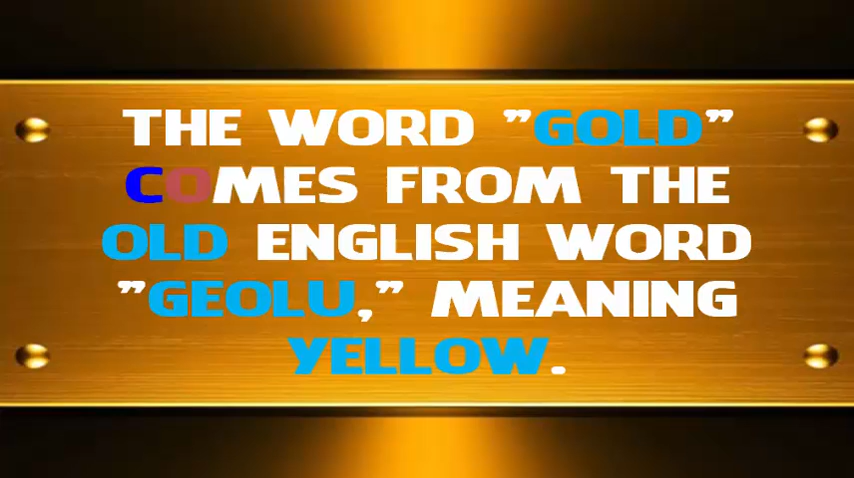 THE WORD "GOLD"
COMES FROM THE
OLD ENGLISH WORD
"GEOLU," MEANING
YELLOW.